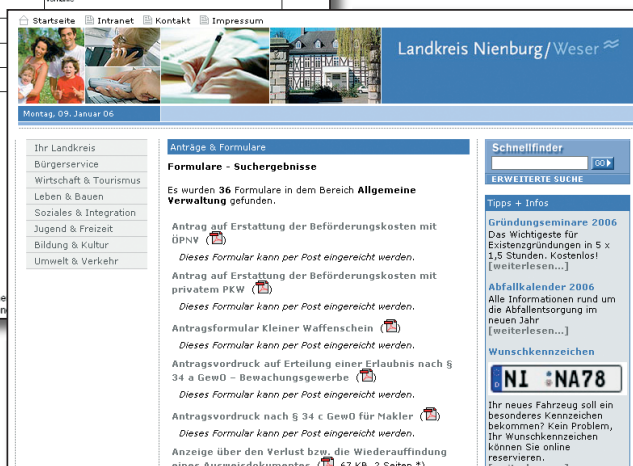 Startseite Intranet Kontakt Impressum
Landkreis Nienburg/Weser
Montag, 09. Januar 06
Ihr Landkreis
Bürgerservice
Wirtschaft & Tourismus
Leben & Bauen
Soziales & Integration
Jugend & Freizeit
Bildung & Kultur
Umwelt & Verkehr
Anträge & Formulare
Formulare - Suchergebnisse
Es wurden 36 Formulare in dem Bereich Allgemeine
Verwaltung gefunden.
Antrag auf Erstattung der Beförderungskosten mit
ÖPNV ( )
Dieses Formular kann per Post eingereicht werden.
Antrag auf Erstattung der Beförderungskosten mit
privatem PKW ( )
Dieses Formular kann per Post eingereicht werden.
Antragsformular Kleiner Waffenschein ( )
Dieses Formular kann per Post eingereicht werden.
Antragsvordruck auf Erteilung einer Erlaubnis nach §
34 a GewO - Bewachungsgewerbe ( )
Dieses Formular kann per Post eingereicht werden.
Antragsvordruck nach § 34 c GewO für Makler ( )
Dieses Formular kann per Post eingereicht werden.
Anzeige über den Verlust bzw. die Wiederauffindung
eines Ausweisdokumentes ( 67 KB, 2 Seiten *)
Schnellfinder
GO
ERWEITERTE SUCHE
Tipps + Infos
Gründungseminare 2006
Das Wichtigste für
Existenzgründungen in 5 x
1,5 Stunden. Kostenlos!
[weiterlesen...]
Abfallkalender 2006
Alle Informationen rund um
die Abfallentsorgung im
neuen Jahr
[weiterlesen...]
Wunschkennzeichen
NI NA78
Ihr neues Fahrzeug soll ein
besonderes Kennzeichen
bekommen? Kein Problem,
Ihr Wunschkennzeichen
können Sie online
reservieren.